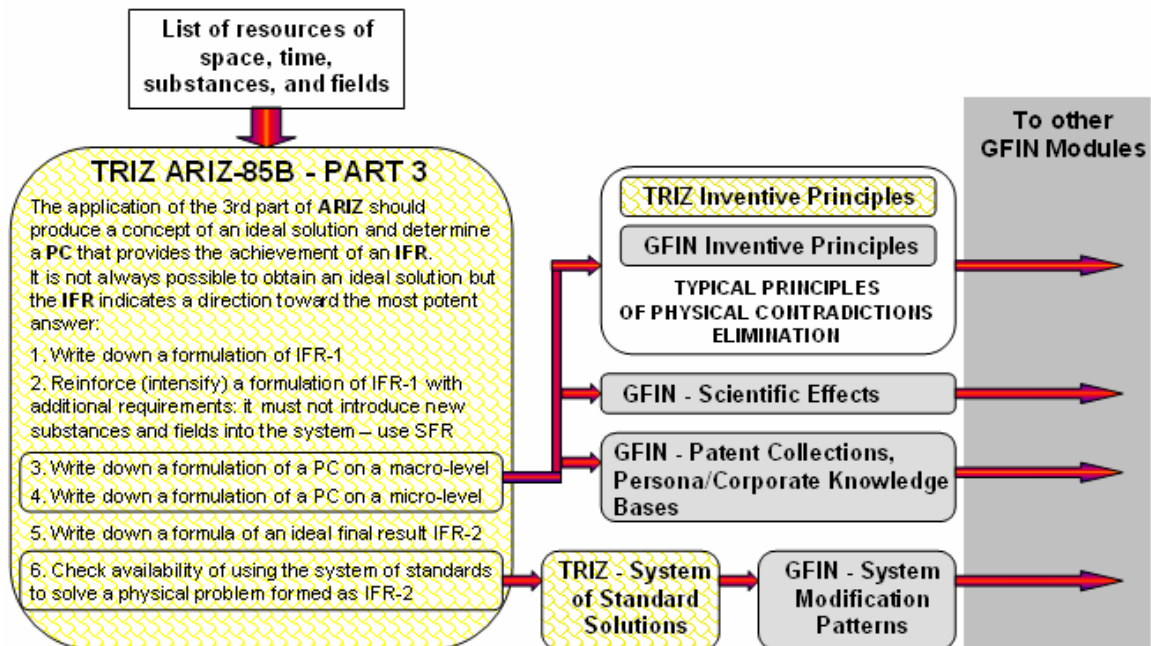 List of resources of
space, time,
substances, and fields
TRIZ ARIZ-85B - PART 3
The application of the 3rd part of ARIZ should
produce a concept of an ideal solution and determine
a PC that provides the achievement of an IFR.
It is not always possible to obtain an ideal solution but
the IFR indicates a direction toward the most potent
answer:
1. Write down a formulation of IFR-1
2. Reinforce (intensify) a formulation of IFR-1 with
additional requirements: it must not introduce new
substances and fields into the system – use SFR
3. Write down a formulation of a PC on a macro-level
4. Write down a formulation of a PC on a micro-level
5. Write down a formula of an ideal final result IFR-2
6. Check availability of using the system of standards
to solve a physical problem formed as IFR-2
TRIZ Inventive Principles
GFIN Inventive Principles
TYPICAL PRINCIPLES
OF PHYSICAL CONTRADICTIONS
ELIMINATION
GFIN - Scientific Effects
GFIN - Patent Collections,
Persona/Corporate Knowledge
Bases
TRIZ - System
of Standard
Solutions
GFIN - System
Modification
Patterns
To other
GFIN Modules